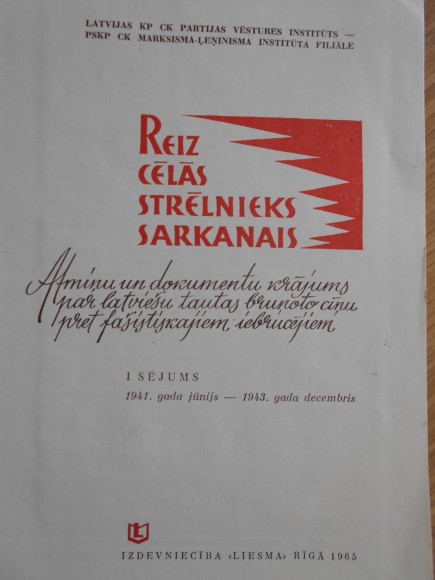 LATVIJAS KP CK PARTIJAS VĒSTURES INSTITŪTS —
PSKP CK MARKSISMA-ĻEŅINISMA INSTITŪTA FILIĀLE
REIZ
CĒLĀS
STRĒLNIEKS
SARKANAIS
Atmiņu un dokumentu krājums
par latviešu tautas bruņoto cīņu
pret fašistiskajiem iebrucējiem
I SĒJUMS
1941. gada jūnijs — 1943. gada decembris
IZDEVNIECĪBA «LIESMA» RĪGĀ 1965